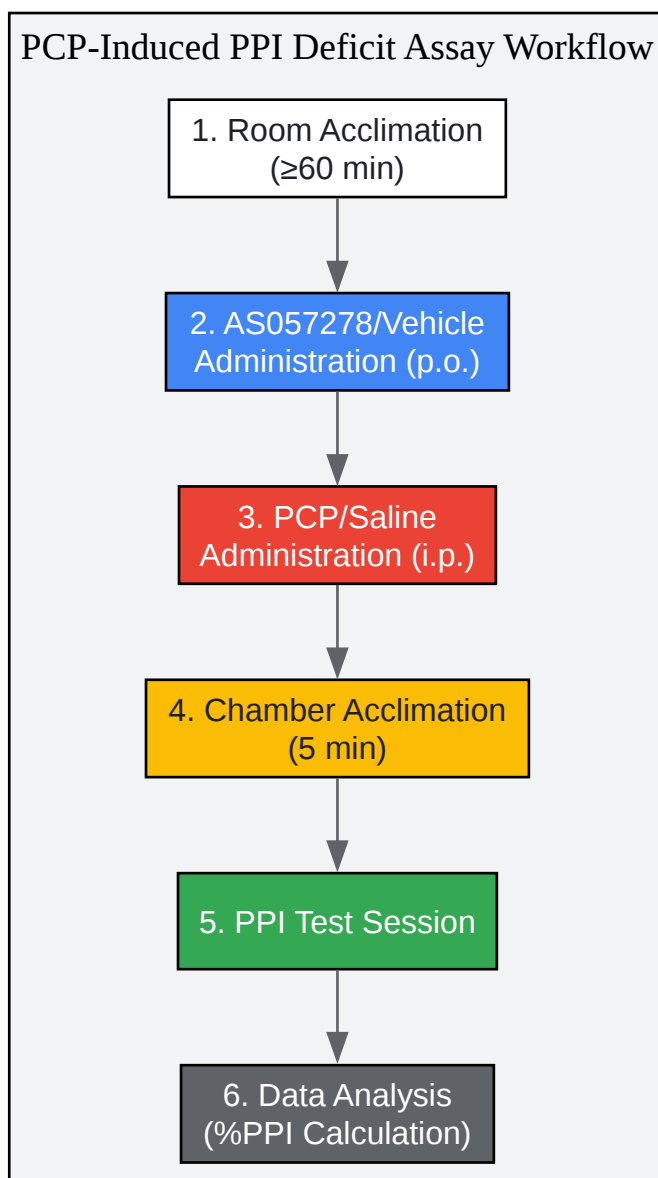 PCP-Induced PPI Deficit Assay Workflow
1. Room Acclimation
(≥60 min)
2. AS057278/Vehicle
Administration (p.o.)
3. PCP/Saline
Administration (i.p.)
4. Chamber Acclimation
(5 min)
5. PPI Test Session
6. Data Analysis
(%PPI Calculation)